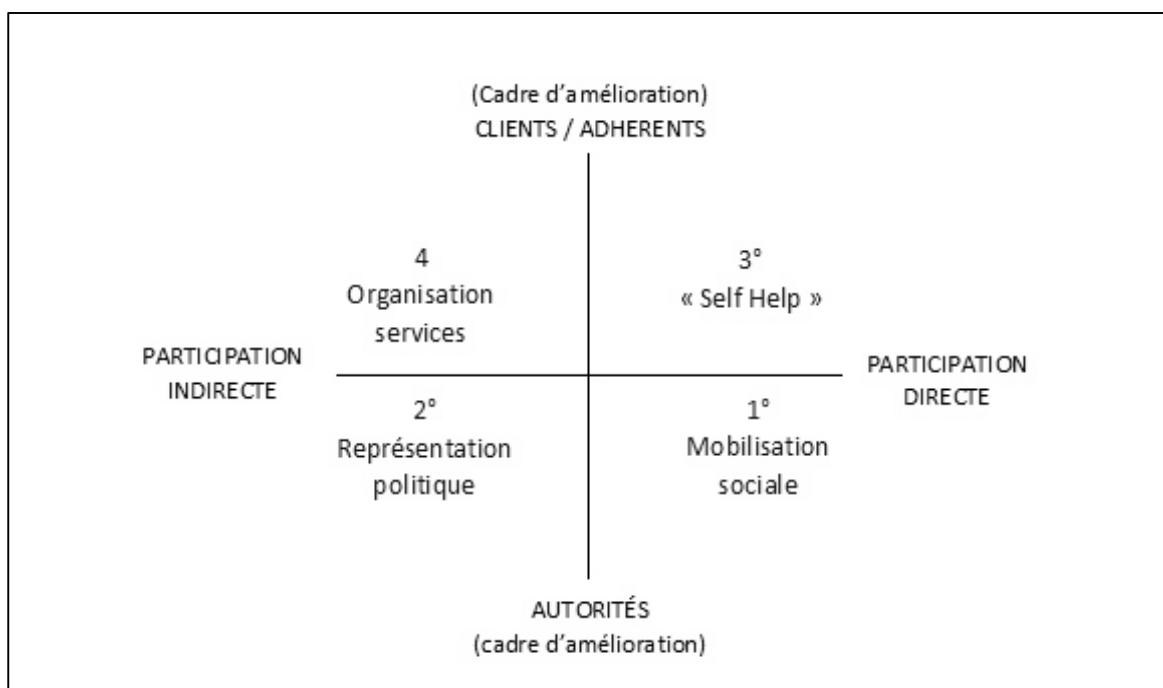 (Cadre d’amélioration)
CLIENTS / ADHERENTS
4
Organisation
services
3°
« Self Help »
PARTICIPATION
INDIRECTE
PARTICIPATION
DIRECTE
2°
Représentation
politique
1°
Mobilisation
sociale
AUTORITÉS
(cadre d’amélioration)